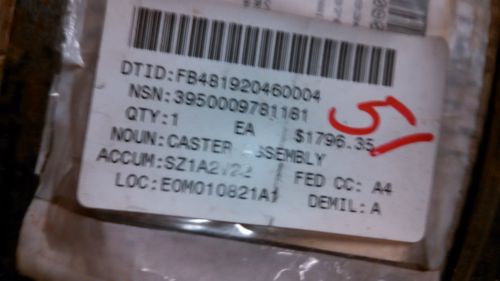 DTID:FB481920460004
NSN:3950009781181
QTY:1 EA $1796.35
NOUN:CASTER ASSEMBLY
ACCUM:SZ1A2722 FED CC: A4
LOC:E0M010821A1 DEMIL:A
51